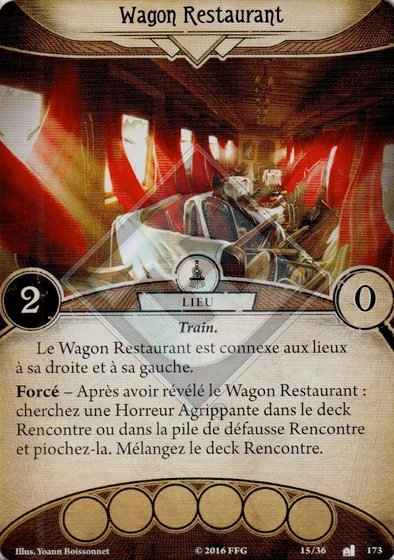 Wagon Restaurant
2
LIEU
0
Train.
Le Wagon Restaurant est connexe aux lieux
à sa droite et à sa gauche.
Forcé – Après avoir révélé le Wagon Restaurant :
cherchez une Horreur Agrippante dans le deck
Rencontre ou dans la pile de défausse Rencontre
et piochez-la. Mélangez le deck Rencontre.
Illus. Yoann Boissonnet © 2016 FFG 15/36 173